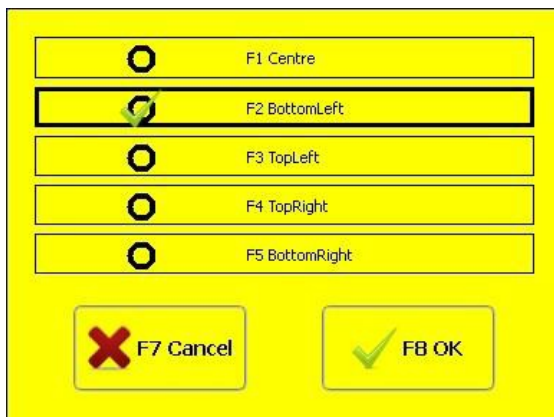 F1 Centre
F2 BottomLeft
F3 TopLeft
F4 TopRight
F5 BottomRight
F7 Cancel
F8 OK